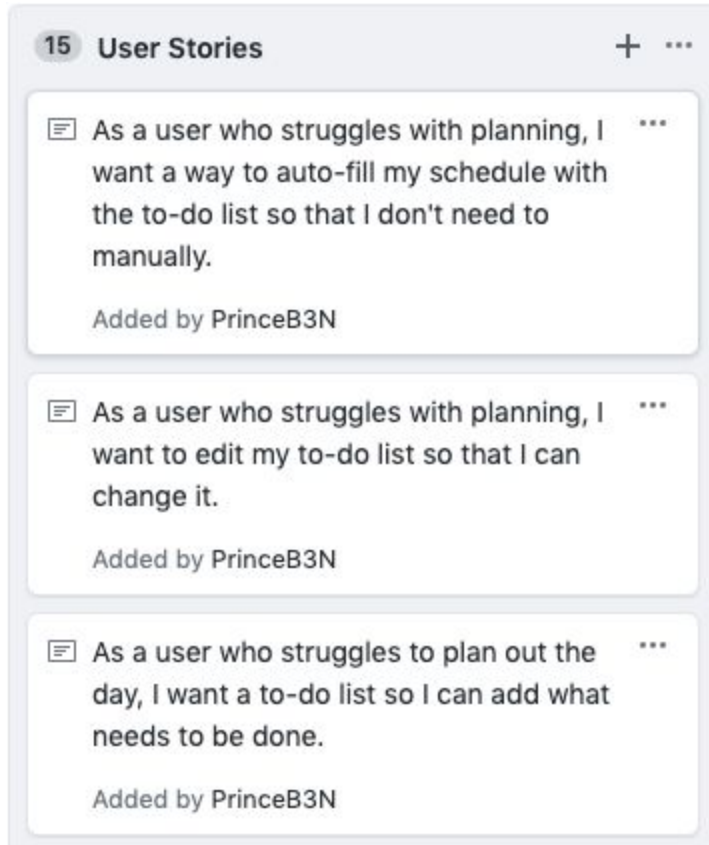 15 User Stories
As a user who struggles with planning, I
want a way to auto-fill my schedule with
the to-do list so that I don't need to
manually.
Added by PrinceB3N
As a user who struggles with planning, I
want to edit my to-do list so that I can
change it.
Added by PrinceB3N
As a user who struggles to plan out the
day, I want a to-do list so I can add what
needs to be done.
Added by PrinceB3N